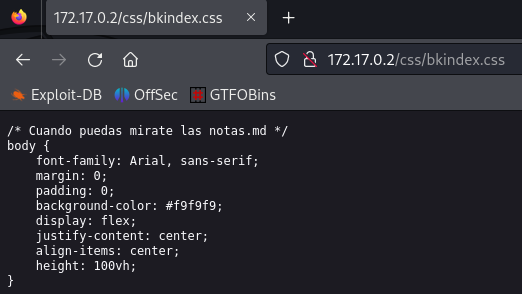 172.17.0.2/css/bkindex.css
172.17.0.2/css/bkindex.css
Exploit-DB OffSec GTFOBins
/* Cuando puedas mirate las notas.md */
body {
    font-family: Arial, sans-serif;
    margin: 0;
    padding: 0;
    background-color: #f9f9f9;
    display: flex;
    justify-content: center;
    align-items: center;
    height: 100vh;
}